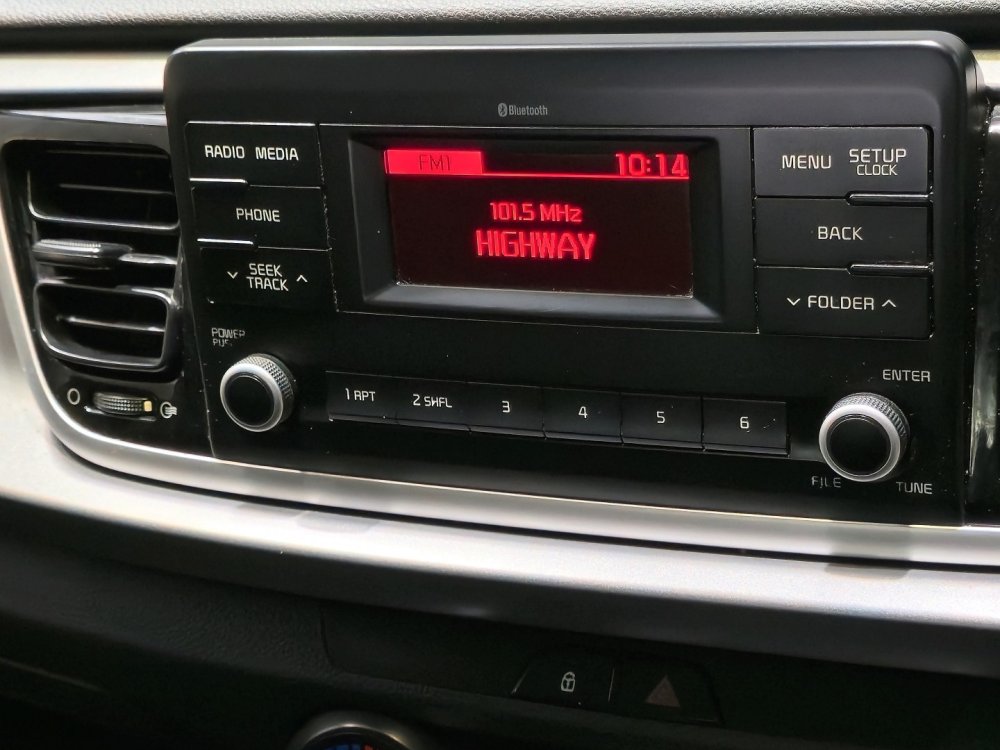 Bluetooth
RADIO MEDIA
FM1 10:14
MENU SETUP
CLOCK
PHONE
101.5 MHz
HIGHWAY
BACK
SEEK
TRACK
FOLDER
POWER
PUSH
1 RPT
2 SHFL
3
4
5
6
ENTER
FILE
TUNE